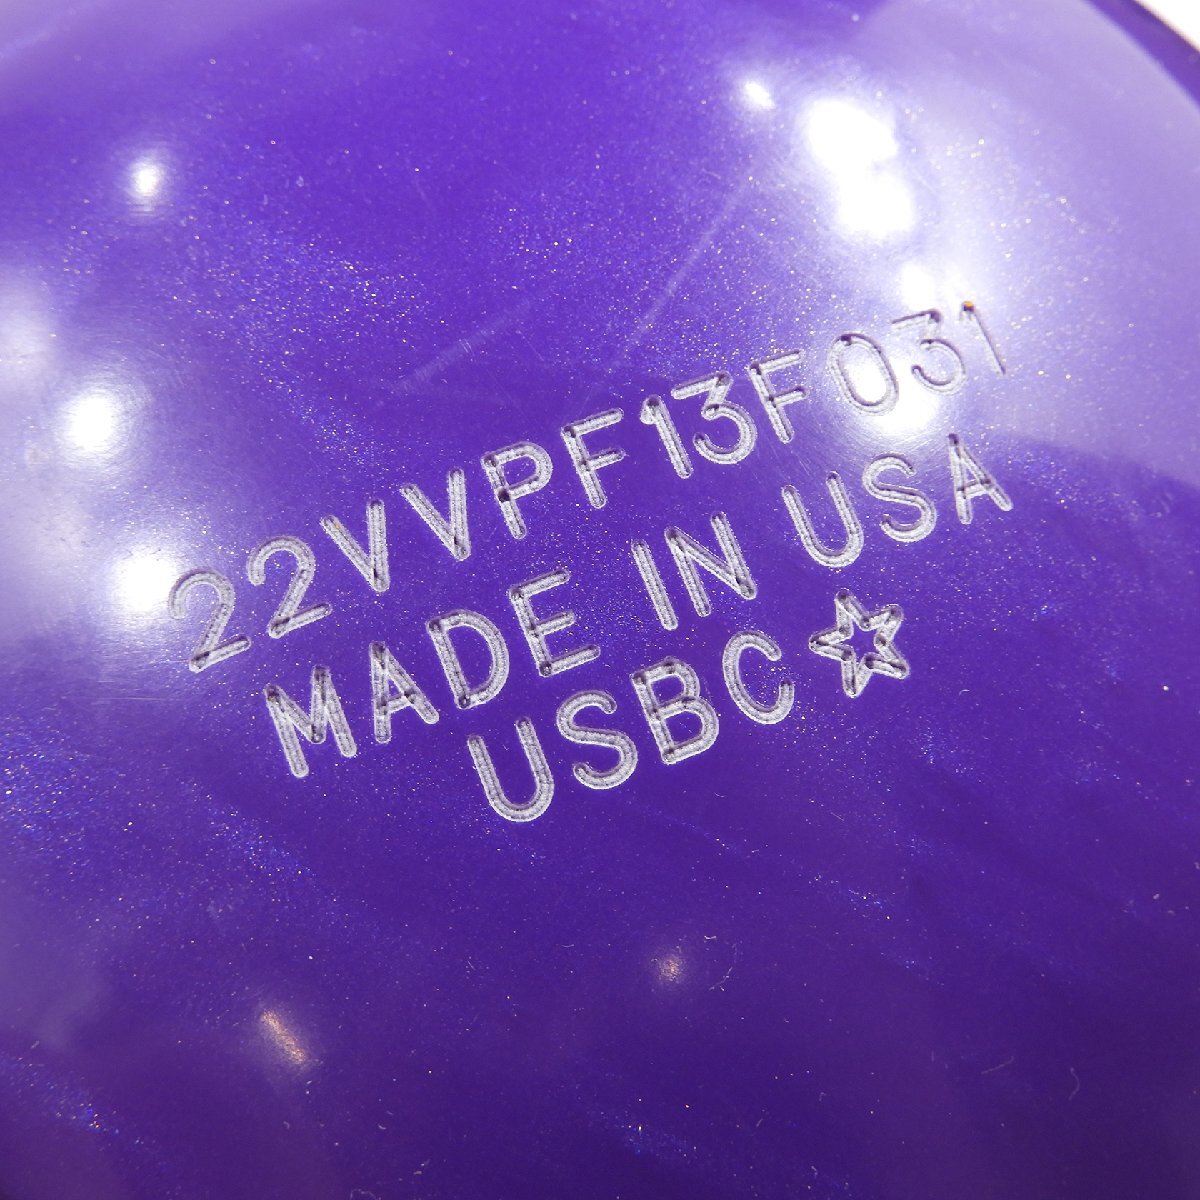 22VVPF13F031
MADE IN USA
USBC☆